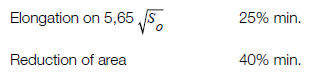 Elongation on 5,65 √S₀ 25% min.
Reduction of area 40% min.